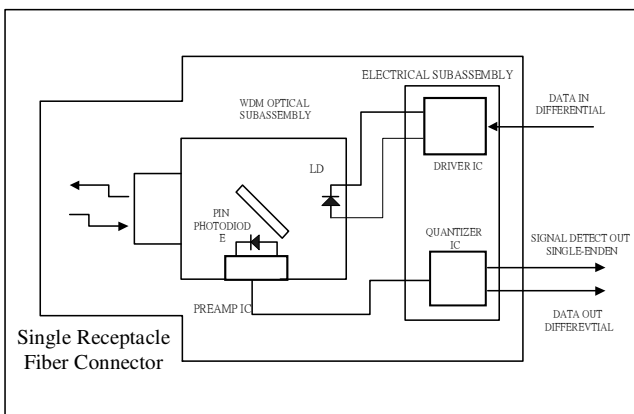 ELECTRICAL SUBASSEMBLY
WDM OPTICAL
SUBASSEMBLY
DATA IN
DIFFERENTIAL
LD
DRIVER IC
PIN
PHOTODIOD
E
QUANTIZER
IC
SIGNAL DETECT OUT
SINGLE-ENDEN
PREAMP IC
DATA OUT
DIFFEREVTIAL
Single Receptacle
Fiber Connector